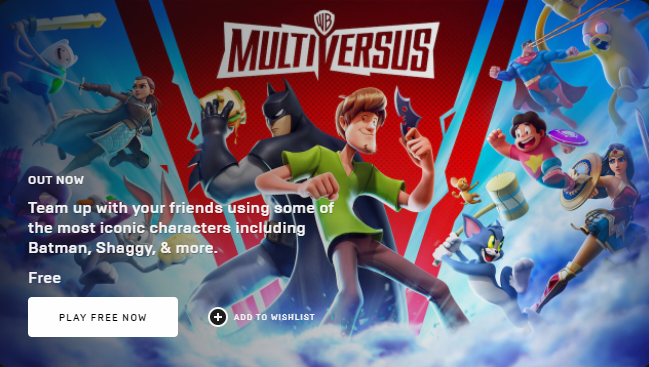 WB
MULTIVERSUS
OUT NOW
Team up with your friends using some of
the most iconic characters including
Batman, Shaggy, & more.
Free
PLAY FREE NOW
ADD TO WISHLIST